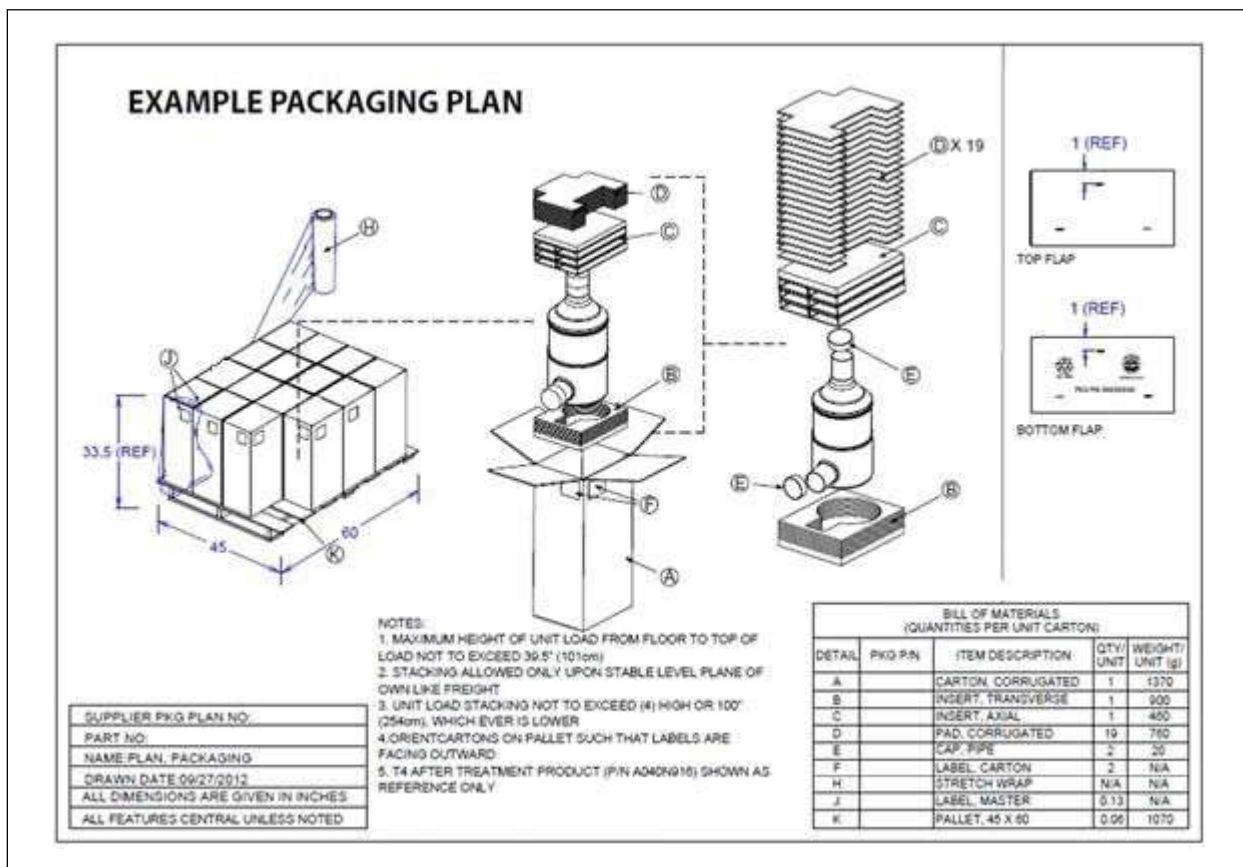 EXAMPLE PACKAGING PLAN
H
J
33.5 (REF)
45
60
K
D
C
B
F
A
D X 19
C
E
E
B
1 (REF)
TOP FLAP
1 (REF)
BOTTOM FLAP
NOTES:
1. MAXIMUM HEIGHT OF UNIT LOAD FROM FLOOR TO TOP OF
LOAD NOT TO EXCEED 39.5" (101cm)
2. STACKING ALLOWED ONLY UPON STABLE LEVEL PLANE OF
OWN LIKE FREIGHT
3. UNIT LOAD STACKING NOT TO EXCEED (4) HIGH OR 100"
(254cm), WHICH EVER IS LOWER
4.ORIENTCARTONS ON PALLET SUCH THAT LABELS ARE
FACING OUTWARD
5. T4 AFTER TREATMENT PRODUCT (P/N A040N916) SHOWN AS
REFERENCE ONLY
SUPPLIER PKG PLAN NO:
PART NO:
NAME PLAN, PACKAGING
DRAWN DATE:09/27/2012
ALL DIMENSIONS ARE GIVEN IN INCHES
ALL FEATURES CENTRAL UNLESS NOTED
BILL OF MATERIALS
(QUANTITIES PER UNIT CARTON)
DETAIL PKG P/N ITEM DESCRIPTION QTY/ UNIT WEIGHT/ UNIT (g)
A CARTON, CORRUGATED 1 1370
B INSERT, TRANSVERSE 1 900
C INSERT, AXIAL 1 460
D PAD, CORRUGATED 19 760
E CAP, PIPE 2 20
F LABEL, CARTON 2 N/A
H STRETCH WRAP N/A N/A
J LABEL, MASTER 0.13 N/A
K PALLET, 45 X 60 0.06 1070